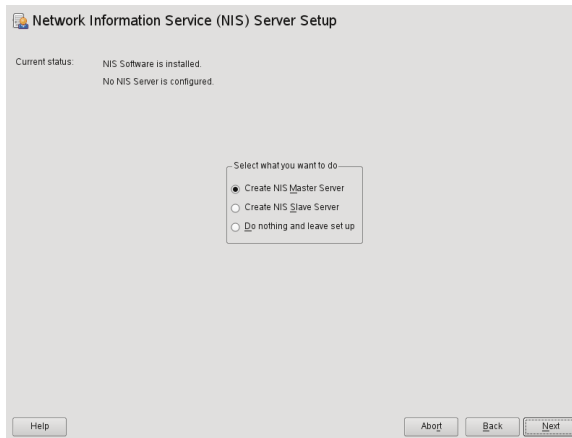 Network Information Service (NIS) Server Setup
Current status: NIS Software is installed.
No NIS Server is configured.
Select what you want to do
Create NIS Master Server
Create NIS Slave Server
Do nothing and leave set up
Help Abort Back Next